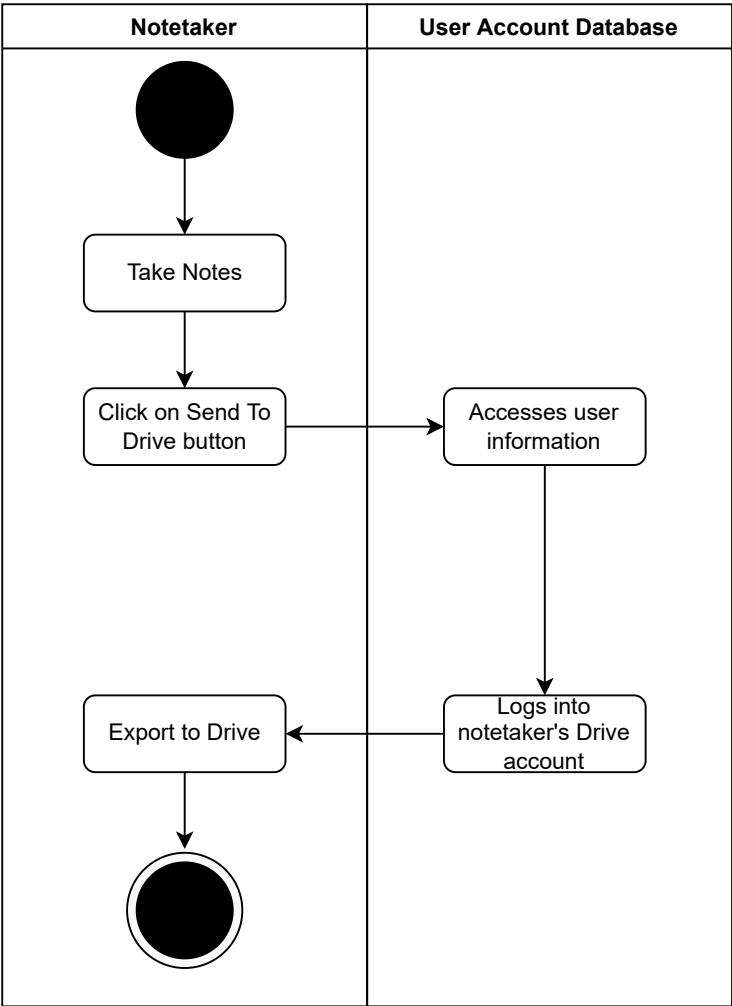 Notetaker
User Account Database
Take Notes
Click on Send To
Drive button
Accesses user
information
Export to Drive
Logs into
notetaker's Drive
account